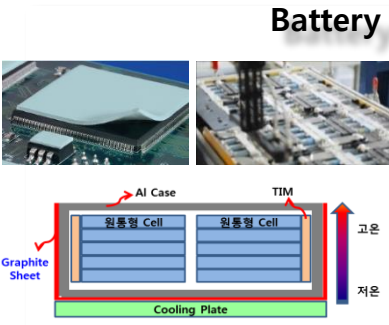 Battery
Al Case
TIM
원통형 Cell
원통형 Cell
고온
Graphite
Sheet
저온
Cooling Plate